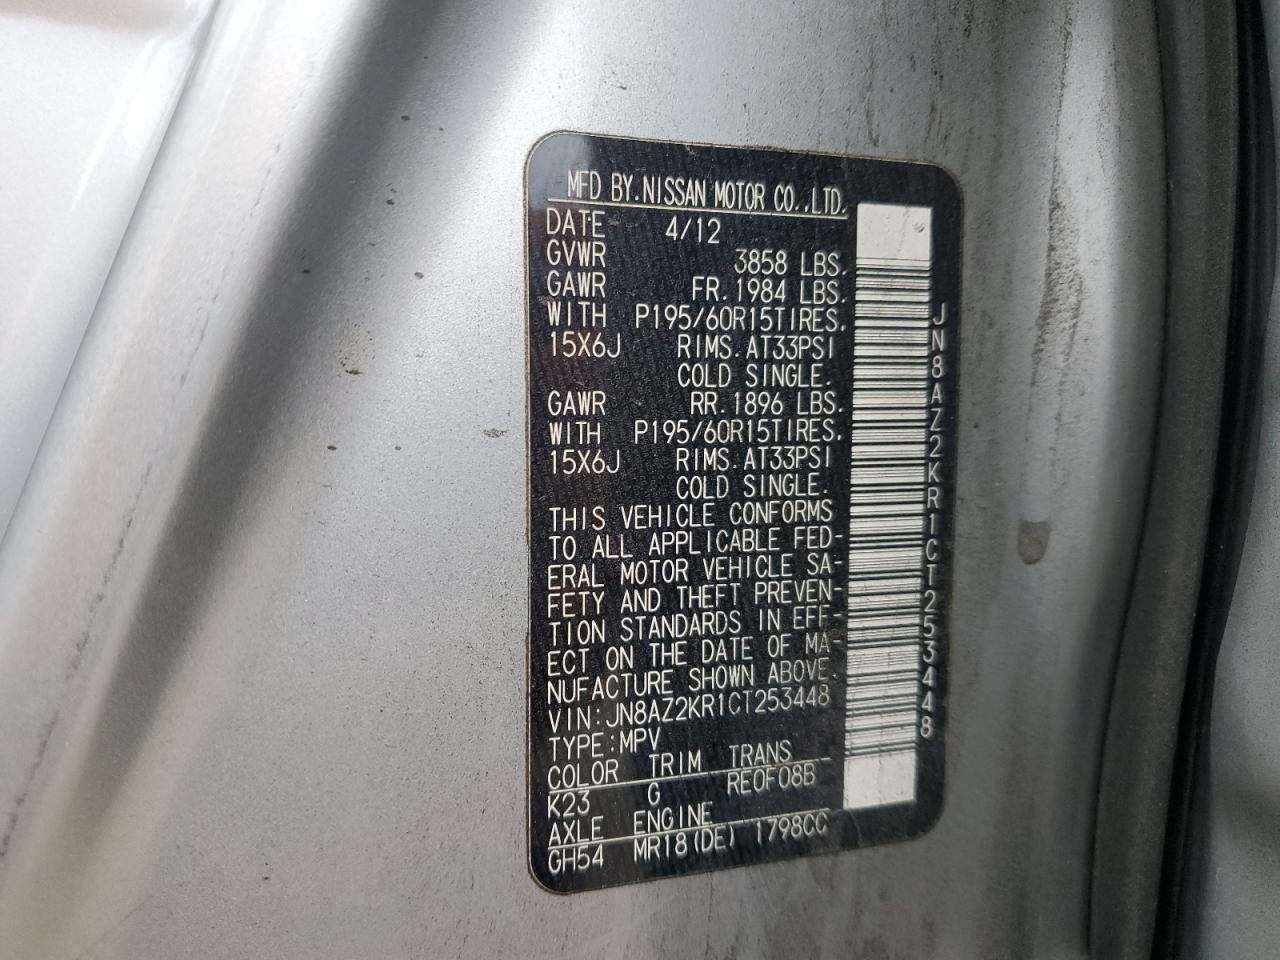 MFD BY.NISSAN MOTOR CO.,LTD.
DATE 4/12
GVWR 3858 LBS.
GAWR FR.1984 LBS.
WITH P195/60R15TIRES.
15X6J RIMS.AT33PSI
COLD SINGLE.
GAWR RR.1896 LBS.
WITH P195/60R15TIRES.
15X6J RIMS.AT33PSI
COLD SINGLE.
THIS VEHICLE CONFORMS
TO ALL APPLICABLE FED-
ERAL MOTOR VEHICLE SA-
FETY AND THEFT PREVEN-
TION STANDARDS IN EFF-
ECT ON THE DATE OF MA-
NUFACTURE SHOWN ABOVE.
VIN:JN8AZ2KR1CT253448
TYPE:MPV
COLOR TRIM TRANS
K23 G RE0F08B
AXLE ENGINE
GH54 MR18(DE) 1798CC
JN8AZ2KR1CT253448